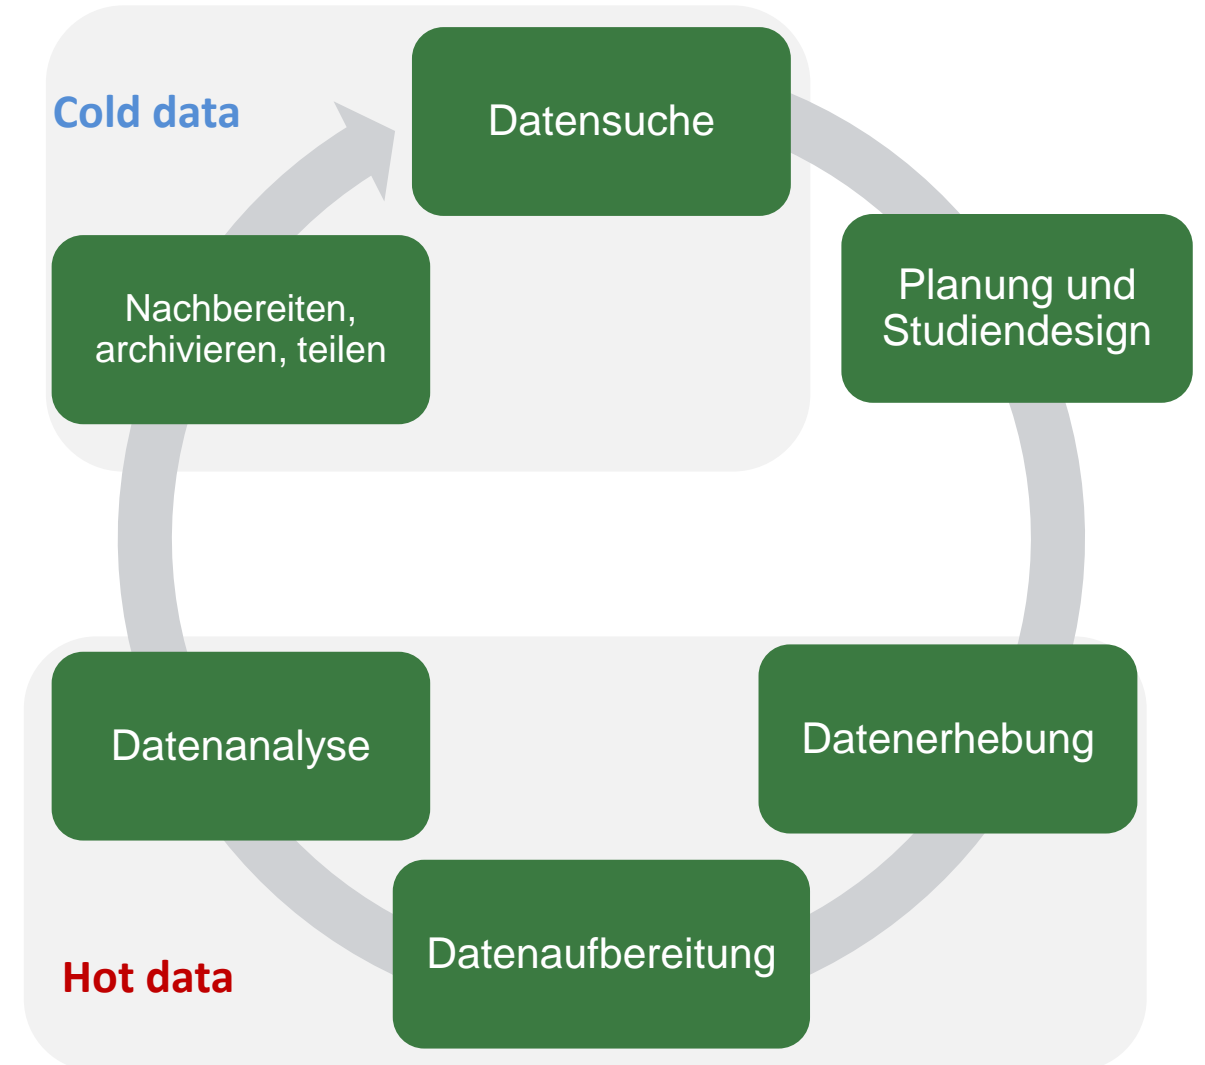 Cold data
Datensuche
Planung und
Studiendesign
Nachbereiten,
archivieren, teilen
Datenanalyse
Datenerhebung
Datenaufbereitung
Hot data